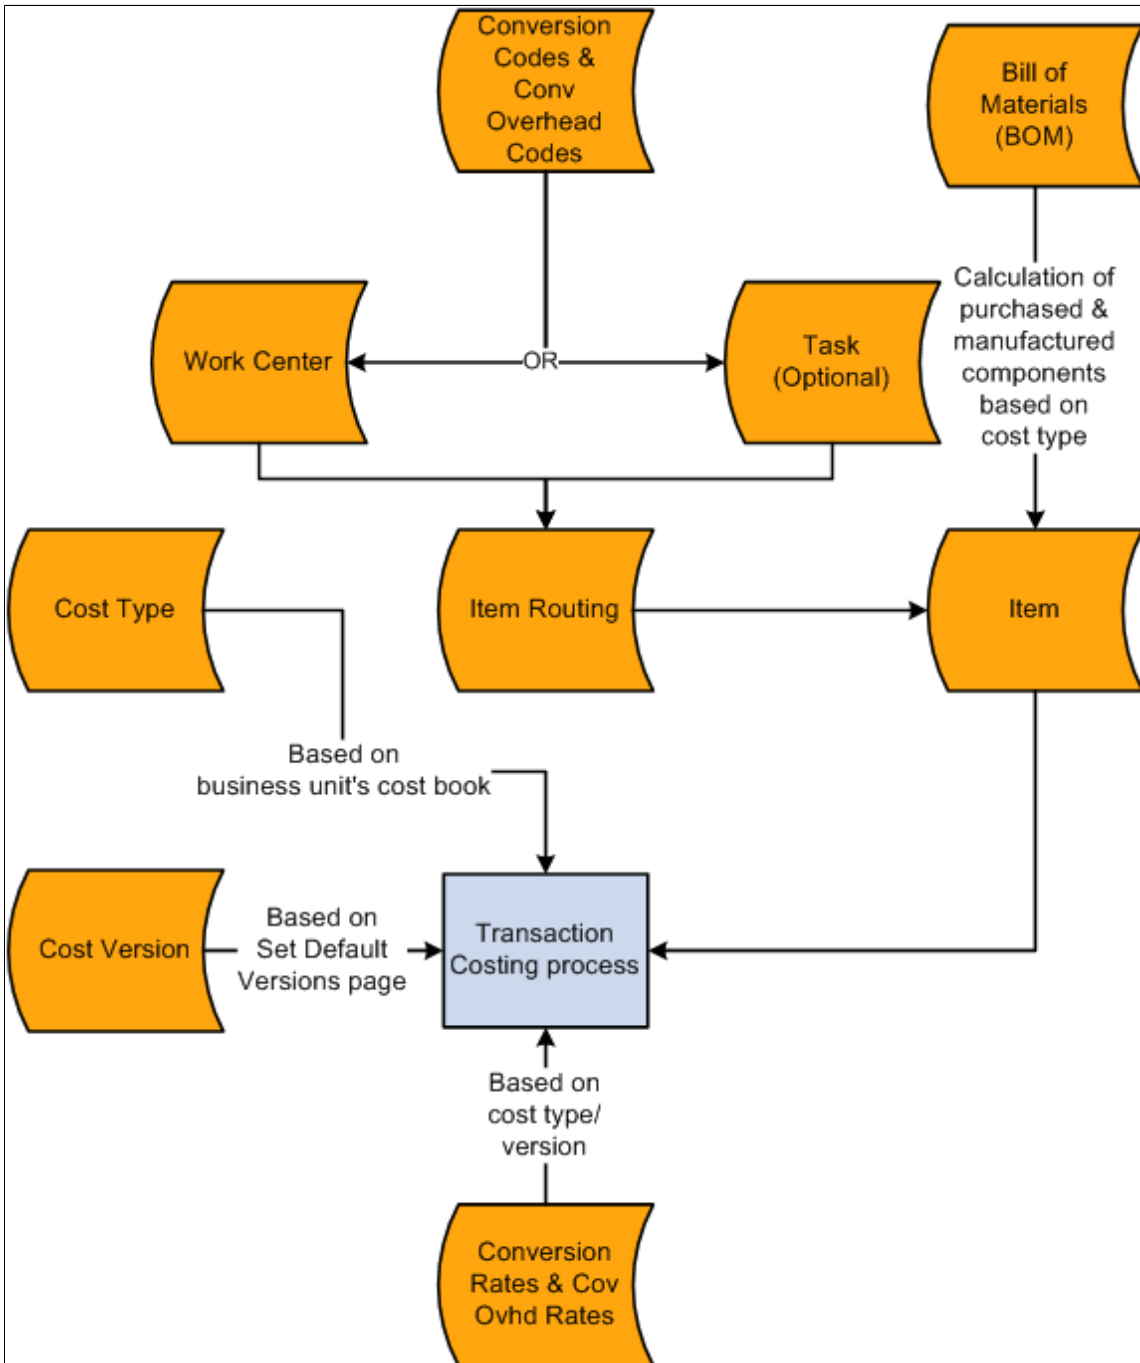 Conversion
Codes &
Conv
Overhead
Codes
Bill of
Materials
(BOM)
Calculation of
purchased &
manufactured
components
based on
cost type
Work Center
OR
Task
(Optional)
Cost Type
Item Routing
Item
Based on
business unit's cost book
Cost Version
Based on
Set Default
Versions page
Transaction
Costing process
Based on
cost type/
version
Conversion
Rates & Cov
Ovhd Rates